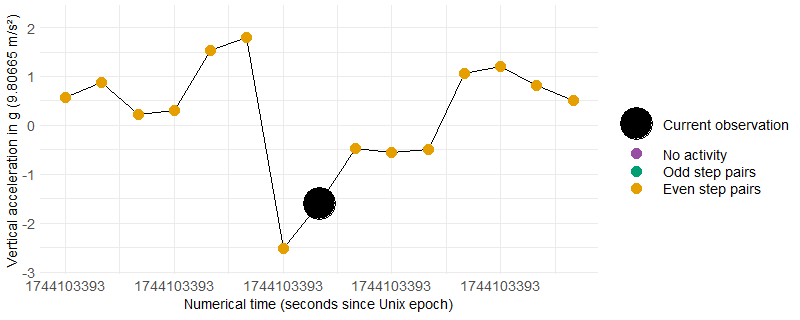 Vertical acceleration in g (9.80665 m/s²)
2
1
0
-1
-2
-3
1744103393 1744103393 1744103393 1744103393 1744103393
Numerical time (seconds since Unix epoch)
Current observation
No activity
Odd step pairs
Even step pairs